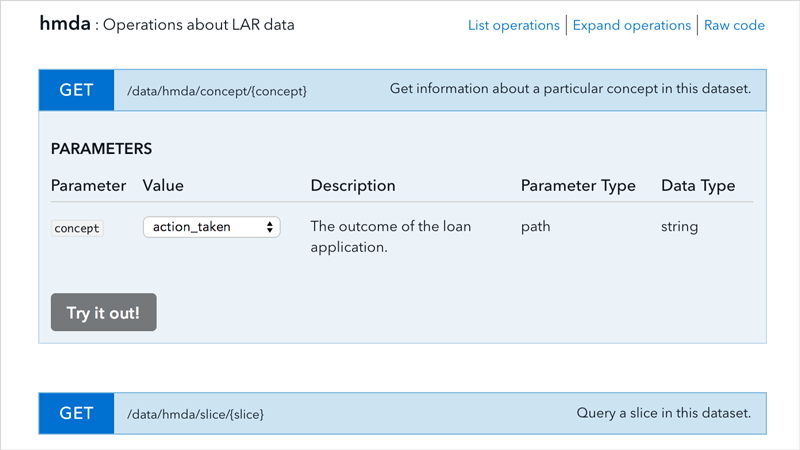 hmda : Operations about LAR data
List operations | Expand operations | Raw code
GET /data/hmda/concept/{concept} Get information about a particular concept in this dataset.
PARAMETERS
Parameter Value Description Parameter Type Data Type
concept action_taken The outcome of the loan path string
application.
Try it out!
GET /data/hmda/slice/{slice} Query a slice in this dataset.